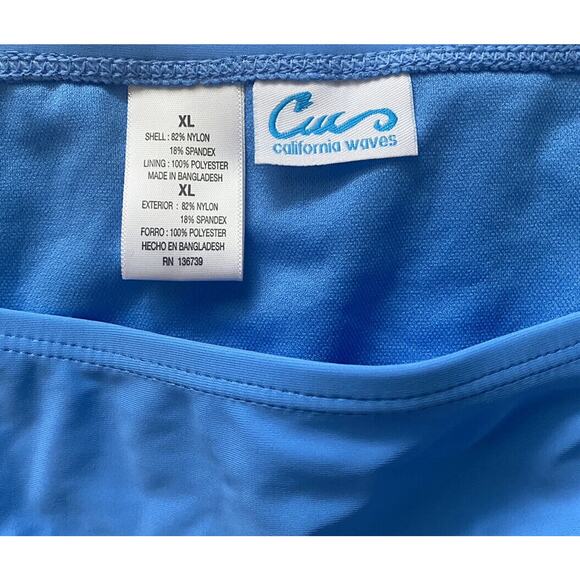 XL
SHELL : 82% NYLON
18% SPANDEX
LINING : 100% POLYESTER
MADE IN BANGLADESH
XL
EXTERIOR : 82% NYLON
18% SPANDEX
FORRO : 100% POLYESTER
HECHO EN BANGLADESH
RN 136739
california waves